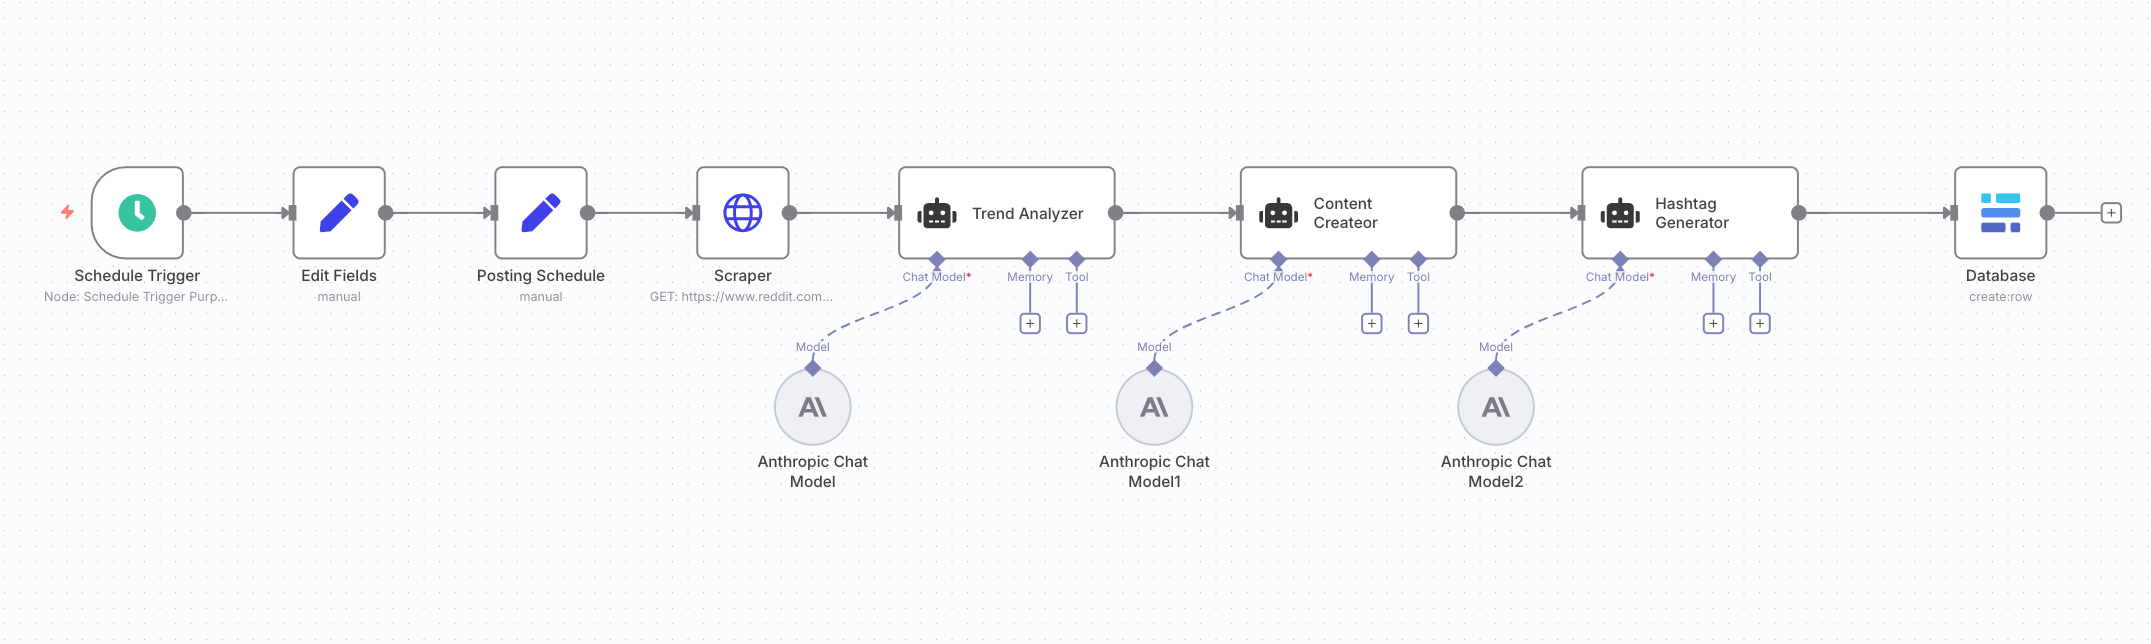 Schedule Trigger
Node: Schedule Trigger Purp...
Edit Fields
manual
Posting Schedule
manual
Scraper
GET: https://www.reddit.com...
Trend Analyzer
Chat Model*
Memory
Tool
Model
Anthropic Chat
Model
Content
Createor
Chat Model*
Memory
Tool
Model
Anthropic Chat
Model1
Hashtag
Generator
Chat Model*
Memory
Tool
Model
Anthropic Chat
Model2
Database
create:row